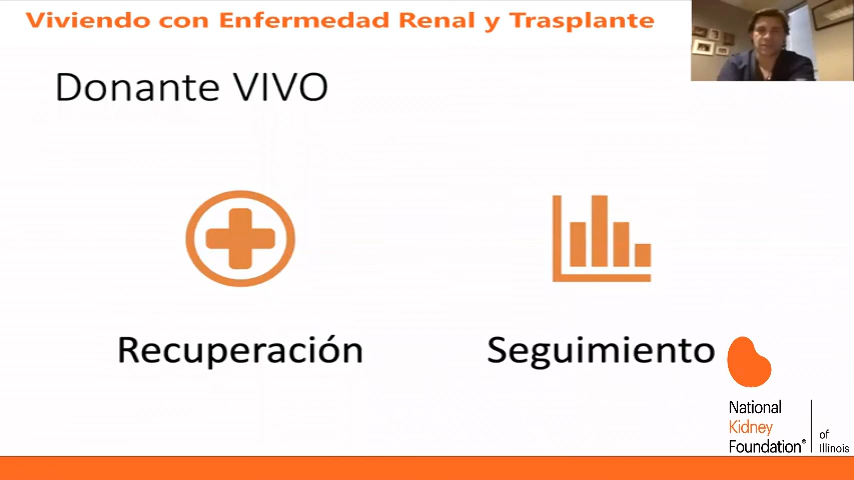 Viviendo con Enfermedad Renal y Trasplante
Donante VIVO
Recuperación
Seguimiento
National
Kidney
Foundation®
of
Illinois